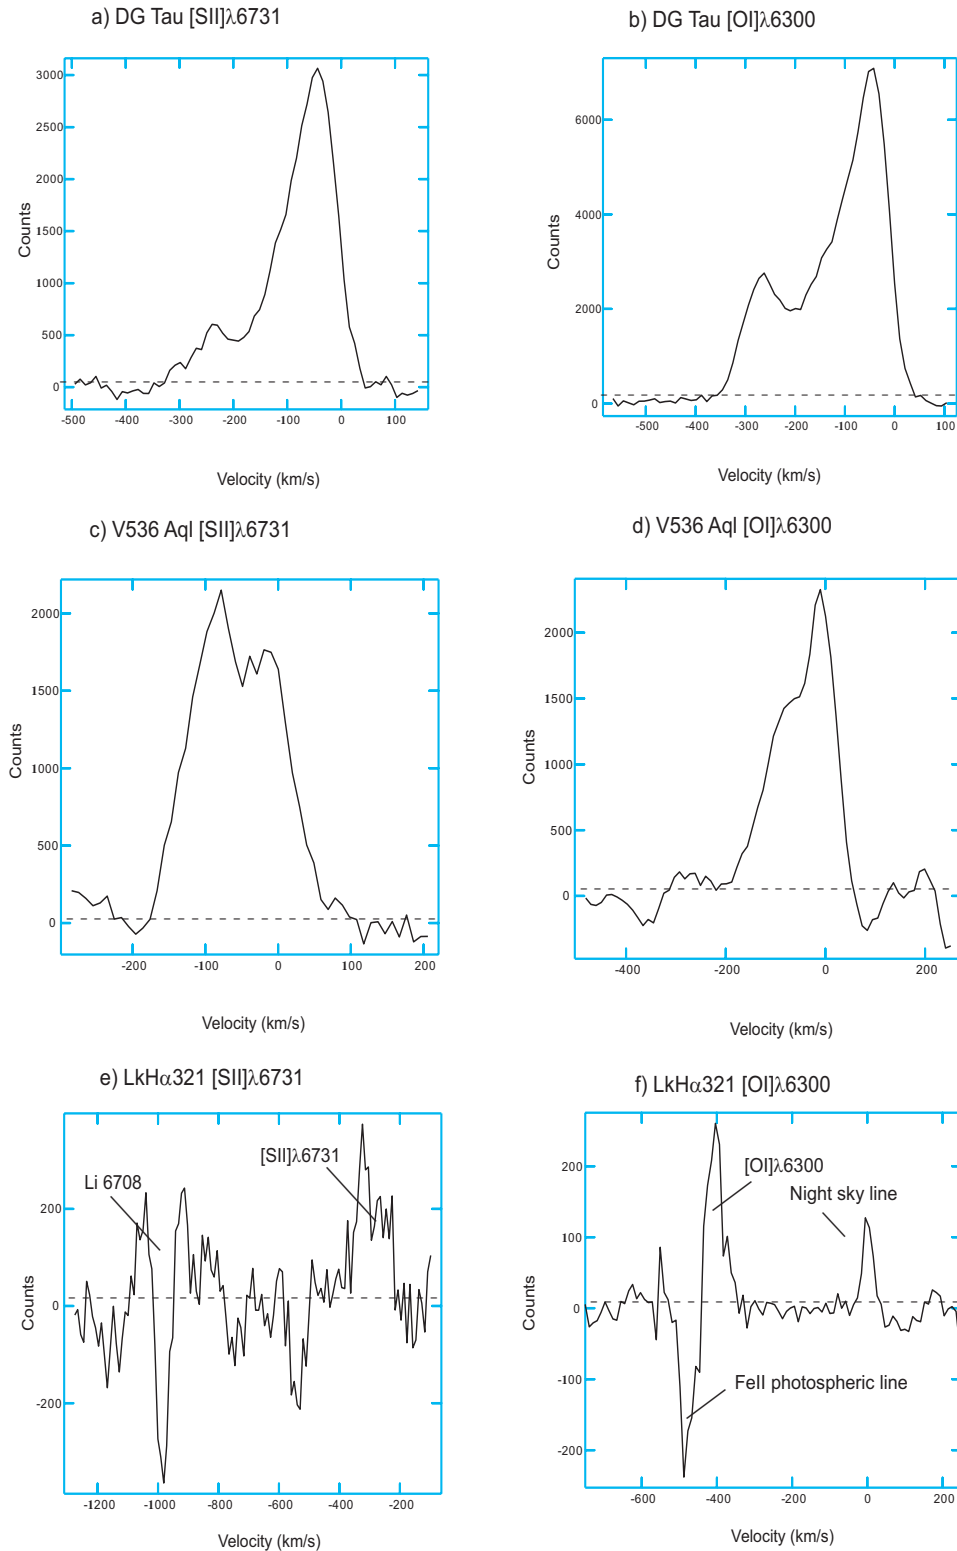 a) DG Tau [SII]λ6731
3000
2500
2000
1500
1000
500
0
Counts
-500 -400 -300 -200 -100 0 100
Velocity (km/s)
b) DG Tau [OI]λ6300
6000
4000
2000
0
Counts
-500 -400 -300 -200 -100 0 100
Velocity (km/s)
c) V536 Aql [SII]λ6731
2000
1500
1000
500
0
Counts
-200 -100 0 100 200
Velocity (km/s)
d) V536 Aql [OI]λ6300
2000
1500
1000
500
0
Counts
-400 -200 0 200
Velocity (km/s)
e) LkHα321 [SII]λ6731
[SII]λ6731
Li 6708
200
0
-200
Counts
-1200 -1000 -800 -600 -400 -200
Velocity (km/s)
f) LkHα321 [OI]λ6300
[OI]λ6300
Night sky line
FeII photospheric line
200
100
0
-100
-200
Counts
-600 -400 -200 0 200
Velocity (km/s)